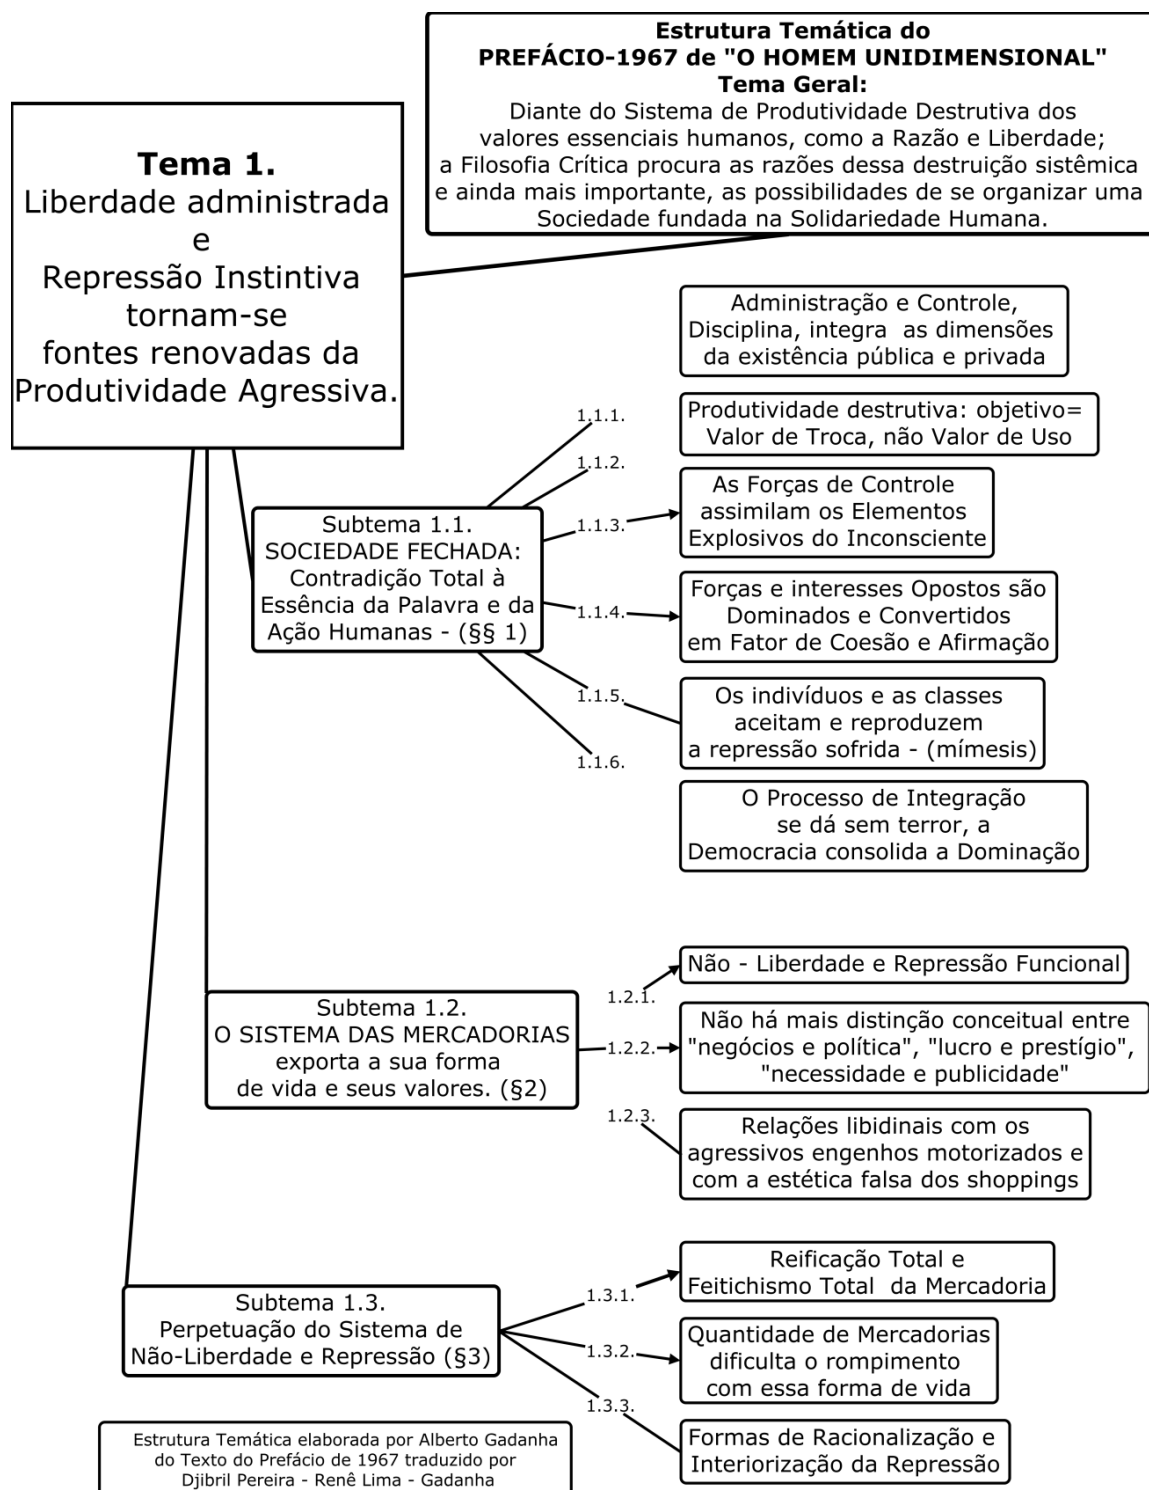 Estrutura Temática do
PREFÁCIO-1967 de "O HOMEM UNIDIMENSIONAL"
Tema Geral:
Diante do Sistema de Produtividade Destrutiva dos
valores essenciais humanos, como a Razão e Liberdade;
a Filosofia Crítica procura as razões dessa destruição sistêmica
e ainda mais importante, as possibilidades de se organizar uma
Sociedade fundada na Solidariedade Humana.
Tema 1.
Liberdade administrada
e
Repressão Instintiva
tornam-se
fontes renovadas da
Produtividade Agressiva.
Subtema 1.1.
SOCIEDADE FECHADA:
Contradição Total à
Essência da Palavra e da
Ação Humanas - (§§ 1)
1.1.1.
Administração e Controle,
Disciplina, integra as dimensões
da existência pública e privada
1.1.2.
Produtividade destrutiva: objetivo=
Valor de Troca, não Valor de Uso
1.1.3.
As Forças de Controle
assimilam os Elementos
Explosivos do Inconsciente
1.1.4.
Forças e interesses Opostos são
Dominados e Convertidos
em Fator de Coesão e Afirmação
1.1.5.
Os indivíduos e as classes
aceitam e reproduzem
a repressão sofrida - (mímesis)
1.1.6.
O Processo de Integração
se dá sem terror, a
Democracia consolida a Dominação
Subtema 1.2.
O SISTEMA DAS MERCADORIAS
exporta a sua forma
de vida e seus valores. (§2)
1.2.1.
Não - Liberdade e Repressão Funcional
1.2.2.
Não há mais distinção conceitual entre
"negócios e política", "lucro e prestígio",
"necessidade e publicidade"
1.2.3.
Relações libidinais com os
agressivos engenhos motorizados e
com a estética falsa dos shoppings
Subtema 1.3.
Perpetuação do Sistema de
Não-Liberdade e Repressão (§3)
1.3.1.
Reificação Total e
Feitichismo Total da Mercadoria
1.3.2.
Quantidade de Mercadorias
dificulta o rompimento
com essa forma de vida
1.3.3.
Formas de Racionalização e
Interiorização da Repressão
Estrutura Temática elaborada por Alberto Gadanha
do Texto do Prefácio de 1967 traduzido por
Djibril Pereira - Renê Lima - Gadanha